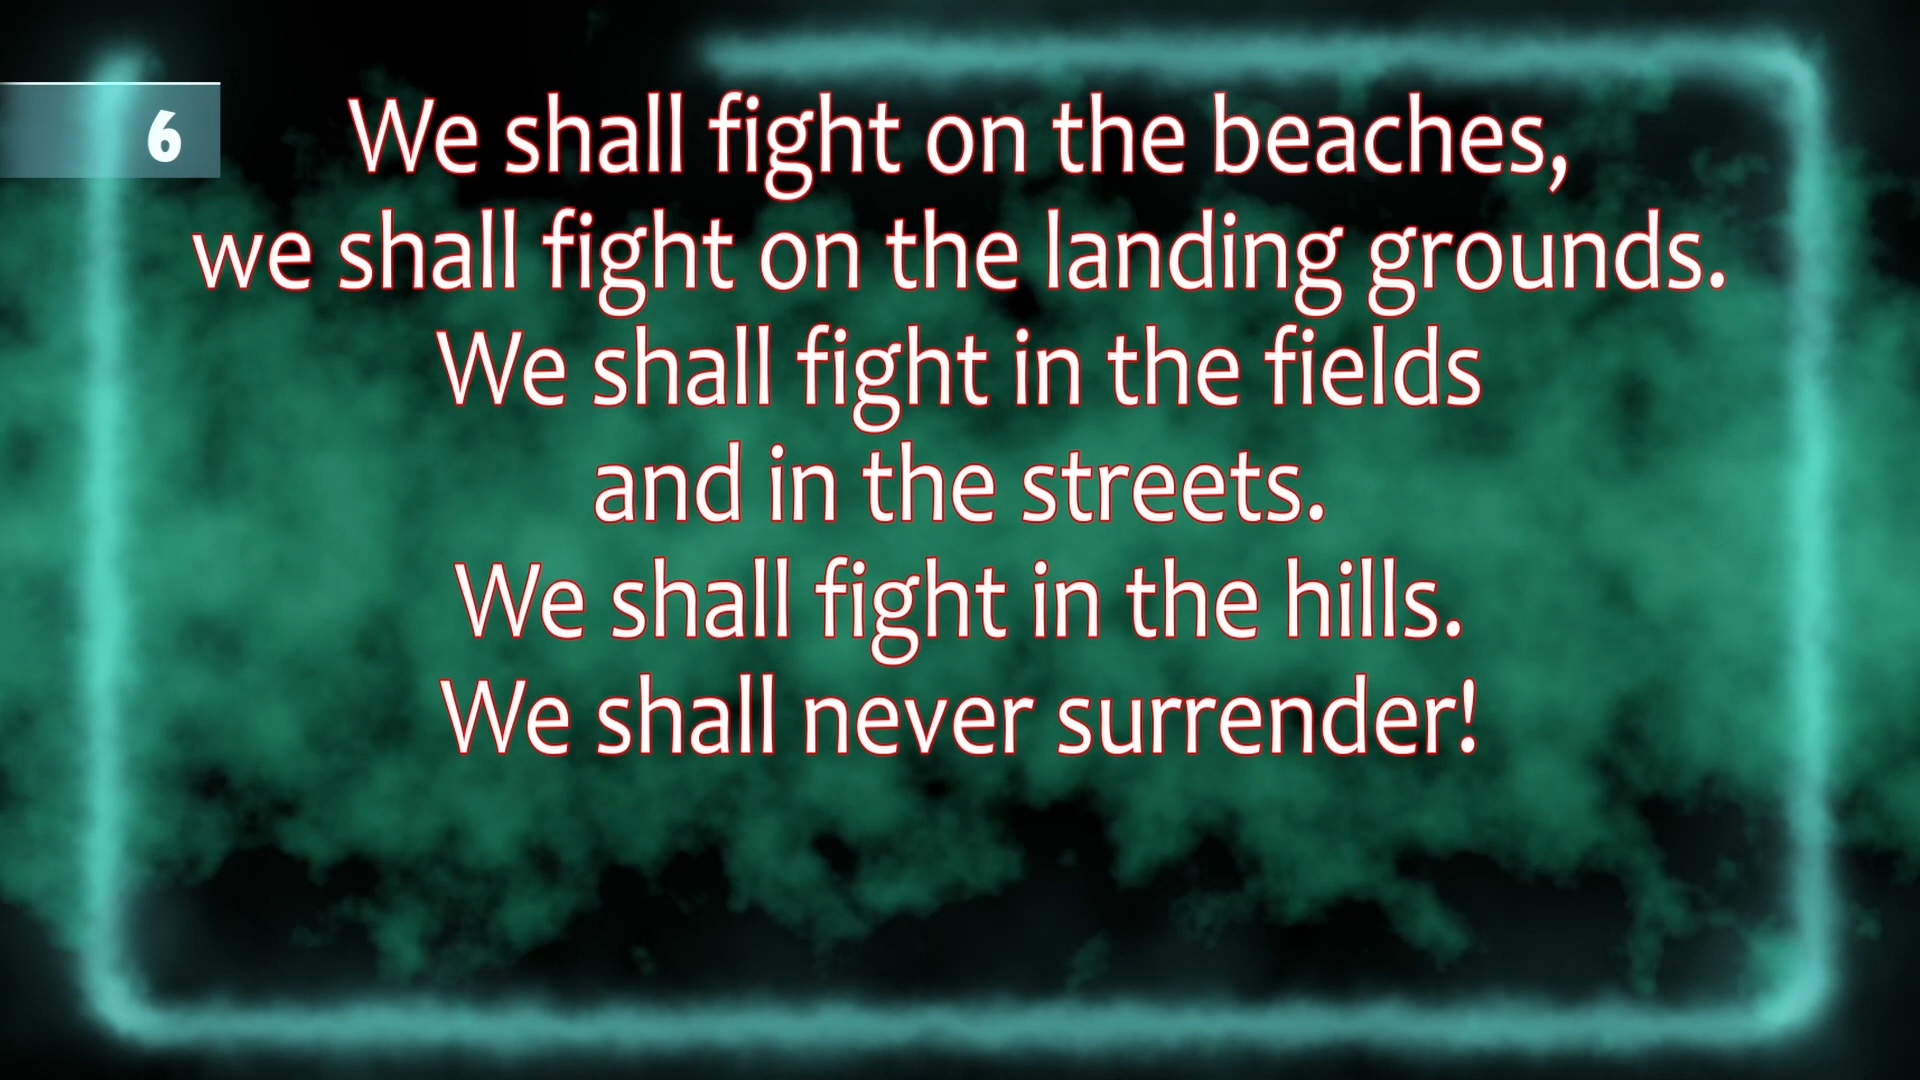 6
We shall fight on the beaches,
we shall fight on the landing grounds.
We shall fight in the fields
and in the streets.
We shall fight in the hills.
We shall never surrender!